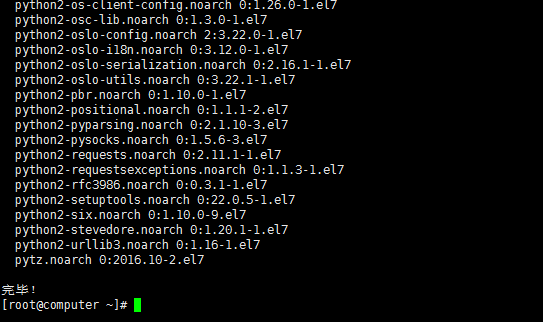 python2-os-client-config.noarch 0:1.26.0-1.el7
python2-osc-lib.noarch 0:1.3.0-1.el7
python2-oslo-config.noarch 2:3.22.0-1.el7
python2-oslo-i18n.noarch 0:3.12.0-1.el7
python2-oslo-serialization.noarch 0:2.16.1-1.el7
python2-oslo-utils.noarch 0:3.22.1-1.el7
python2-pbr.noarch 0:1.10.0-1.el7
python2-positional.noarch 0:1.1.1-2.el7
python2-pyparsing.noarch 0:2.1.10-3.el7
python2-pysocks.noarch 0:1.5.6-3.el7
python2-requests.noarch 0:2.11.1-1.el7
python2-requestsexceptions.noarch 0:1.1.3-1.el7
python2-rfc3986.noarch 0:0.3.1-1.el7
python2-setuptools.noarch 0:22.0.5-1.el7
python2-six.noarch 0:1.10.0-9.el7
python2-stevedore.noarch 0:1.20.1-1.el7
python2-urllib3.noarch 0:1.16-1.el7
pytz.noarch 0:2016.10-2.el7
完毕！
[root@computer ~]#